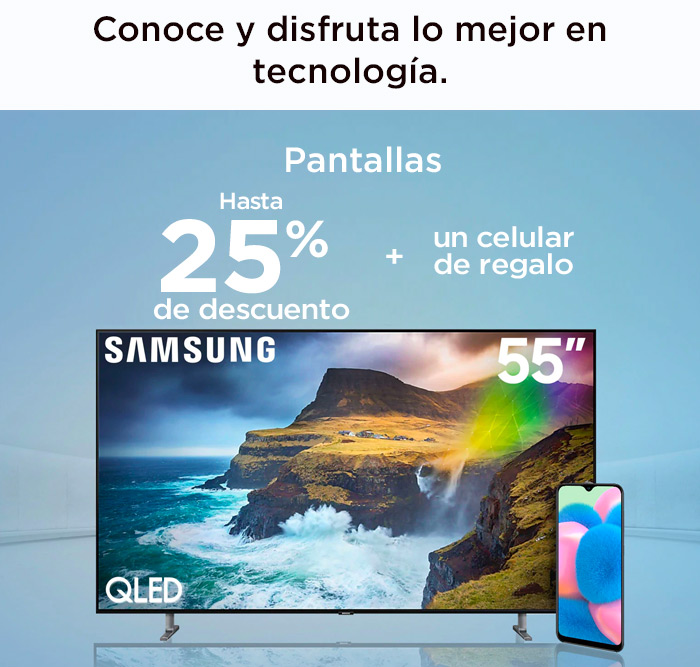 Conoce y disfruta lo mejor en
tecnología.
Pantallas
Hasta
25%
de descuento
+
un celular
de regalo
SAMSUNG
55”
QLED